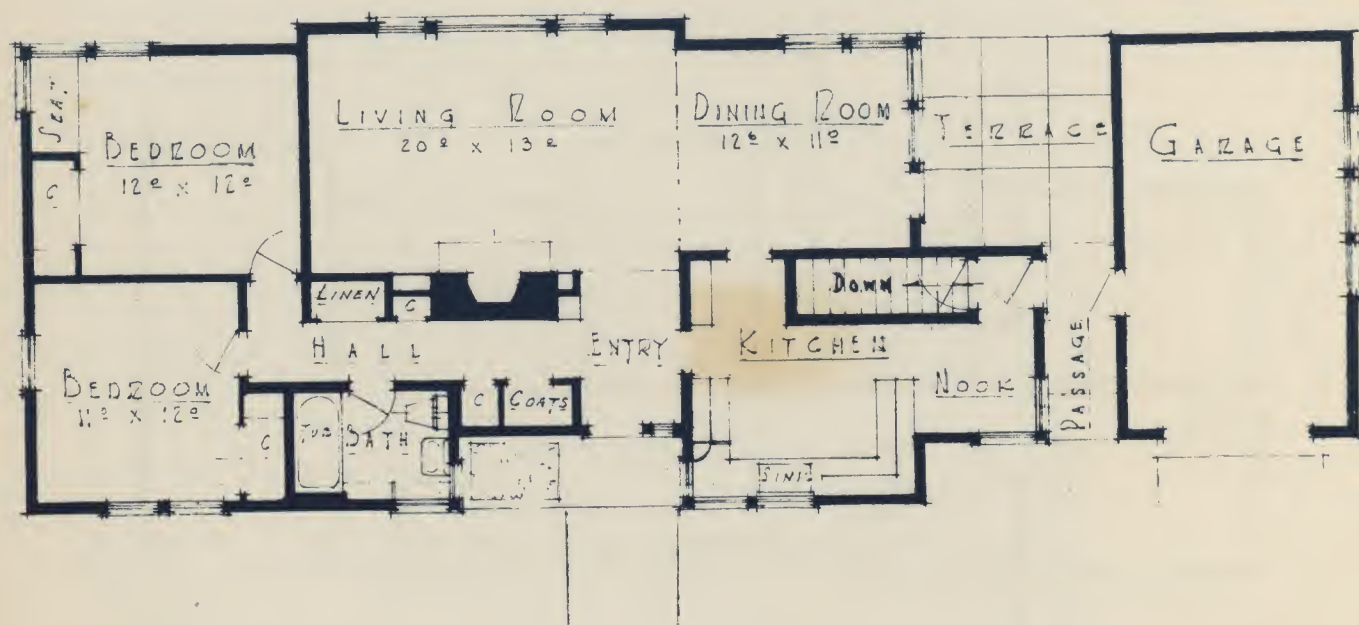 SEAT
C
BEDROOM
12⁰ x 12⁰
LIVING ROOM
20⁰ x 13⁰
DINING ROOM
12⁶ x 11⁰
TERRACE
GARAGE
LINEN
C
DOWN
HALL
ENTRY
KITCHEN
NOOK
PASSAGE
BEDROOM
11⁰ x 12⁰
C
TUB
BATH
C
COATS
SINK